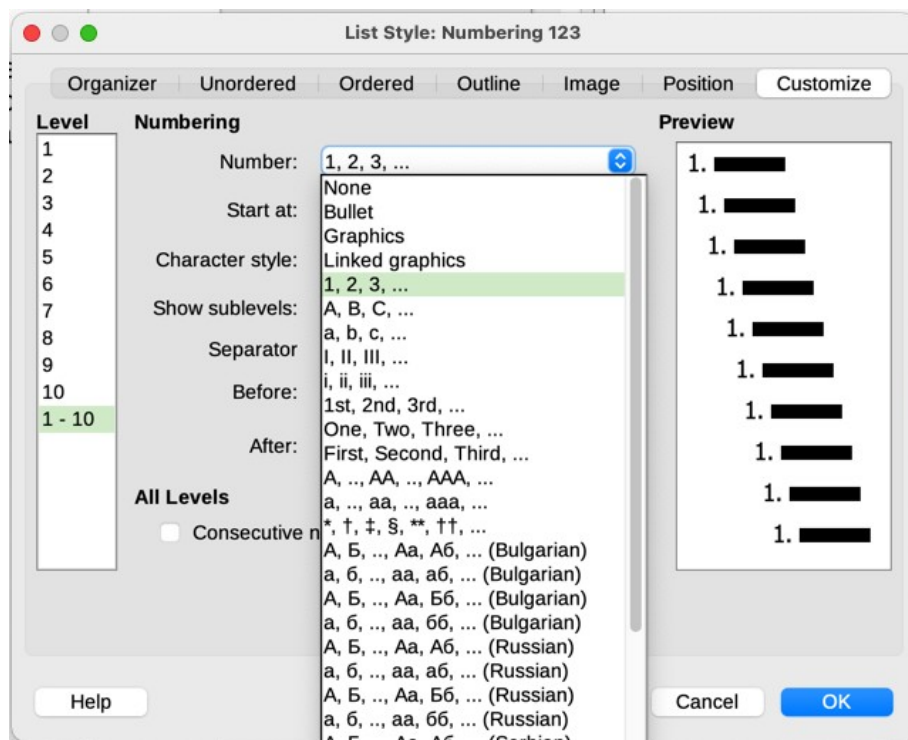 List Style: Numbering 123
Organizer Unordered Ordered Outline Image Position Customize
Level
1
2
3
4
5
6
7
8
9
10
1 - 10
Numbering
Number: 1, 2, 3, ...
Start at:
Character style:
Show sublevels:
Separator
Before:
After:
All Levels
Consecutive n
None
Bullet
Graphics
Linked graphics
1, 2, 3, ...
A, B, C, ...
a, b, c, ...
I, II, III, ...
i, ii, iii, ...
1st, 2nd, 3rd, ...
One, Two, Three, ...
First, Second, Third, ...
A, .., AA, .., AAA, ...
a, .., aa, .., aaa, ...
*, †, ‡, §, **, ††, ...
А, Б, .., Аа, Аб, ... (Bulgarian)
а, б, .., аа, аб, ... (Bulgarian)
А, Б, .., Аа, Бб, ... (Bulgarian)
а, б, .., аа, бб, ... (Bulgarian)
А, Б, .., Аа, Аб, ... (Russian)
а, б, .., аа, аб, ... (Russian)
А, Б, .., Аа, Бб, ... (Russian)
а, б, .., аа, бб, ... (Russian)
Preview
1.
1.
1.
1.
1.
1.
1.
1.
1.
1.
Help Cancel OK